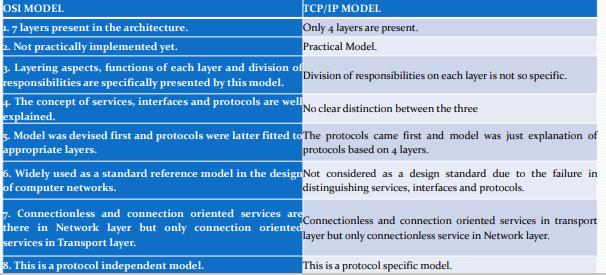 OSI MODEL
TCP/IP MODEL
1. 7 layers present in the architecture.
Only 4 layers are present.
2. Not practically implemented yet.
Practical Model.
3. Layering aspects, functions of each layer and division of
responsibilities are specifically presented by this model.
Division of responsibilities on each layer is not so specific.
4. The concept of services, interfaces and protocols are well
explained.
No clear distinction between the three
5. Model was devised first and protocols were latter fitted to
appropriate layers.
The protocols came first and model was just explanation of
protocols based on 4 layers.
6. Widely used as a standard reference model in the design
of computer networks.
Not considered as a design standard due to the failure in
distinguishing services, interfaces and protocols.
7. Connectionless and connection oriented services are
there in Network layer but only connection oriented
services in Transport layer.
Connectionless and connection oriented services in transport
layer but only connectionless service in Network layer.
8. This is a protocol independent model.
This is a protocol specific model.